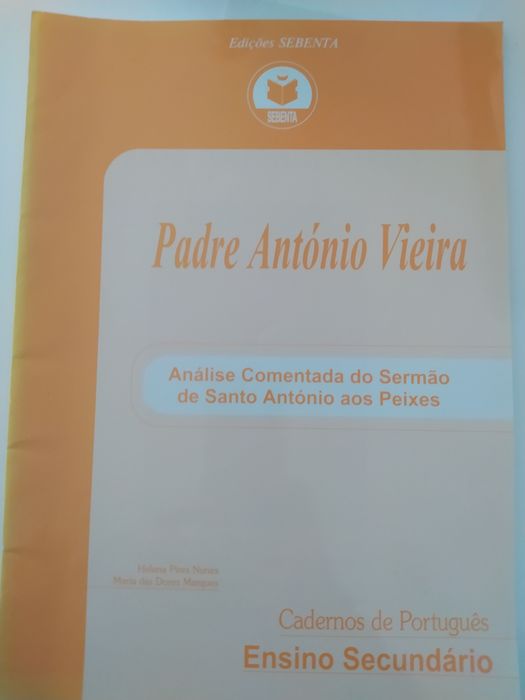 Edições SEBENTA
SEBENTA
Padre António Vieira
Análise Comentada do Sermão
de Santo António aos Peixes
Helena Pires Nunes
Maria das Dores Marques
Cadernos de Português
Ensino Secundário